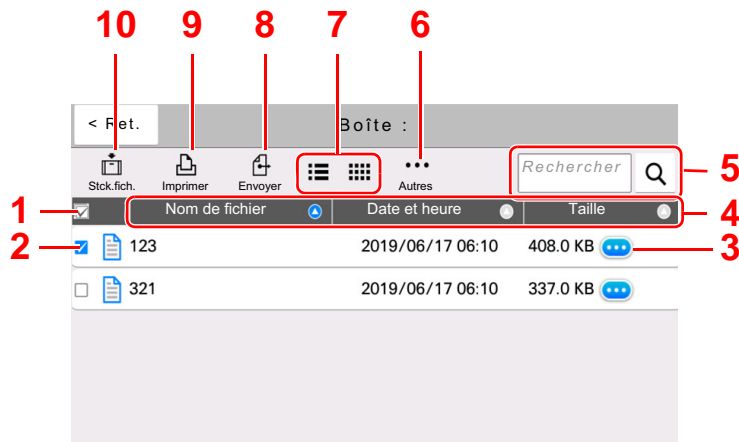 10 9 8 7 6
< Ret. Boîte :
Stck.fich. Imprimer Envoyer Autres Rechercher 5
1 Nom de fichier Date et heure Taille 4
2 123 2019/06/17 06:10 408.0 KB 3
321 2019/06/17 06:10 337.0 KB